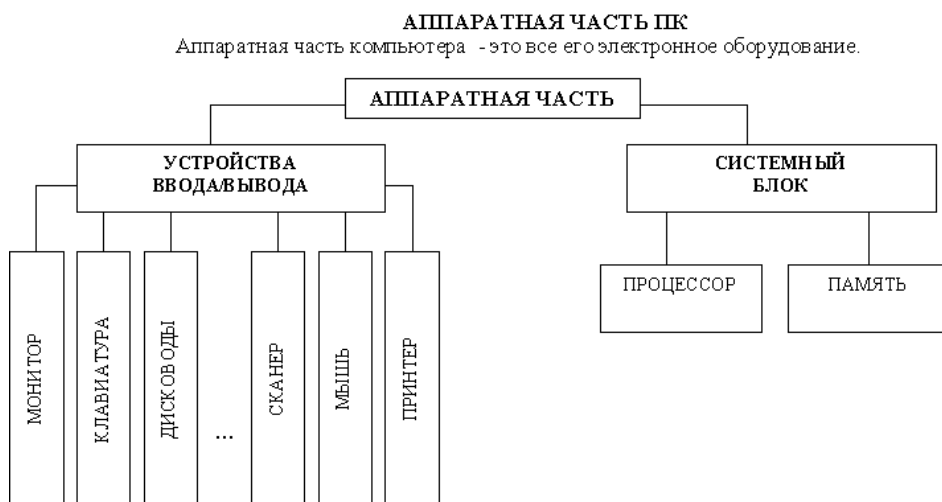 АППАРАТНАЯ ЧАСТЬ ПК
Аппаратная часть компьютера - это все его электронное оборудование.
АППАРАТНАЯ ЧАСТЬ
УСТРОЙСТВА
ВВОДА/ВЫВОДА
СИСТЕМНЫЙ
БЛОК
МОНИТОР
КЛАВИАТУРА
ДИСКОВОДЫ
...
СКАНЕР
МЫШЬ
ПРИНТЕР
ПРОЦЕССОР
ПАМЯТЬ